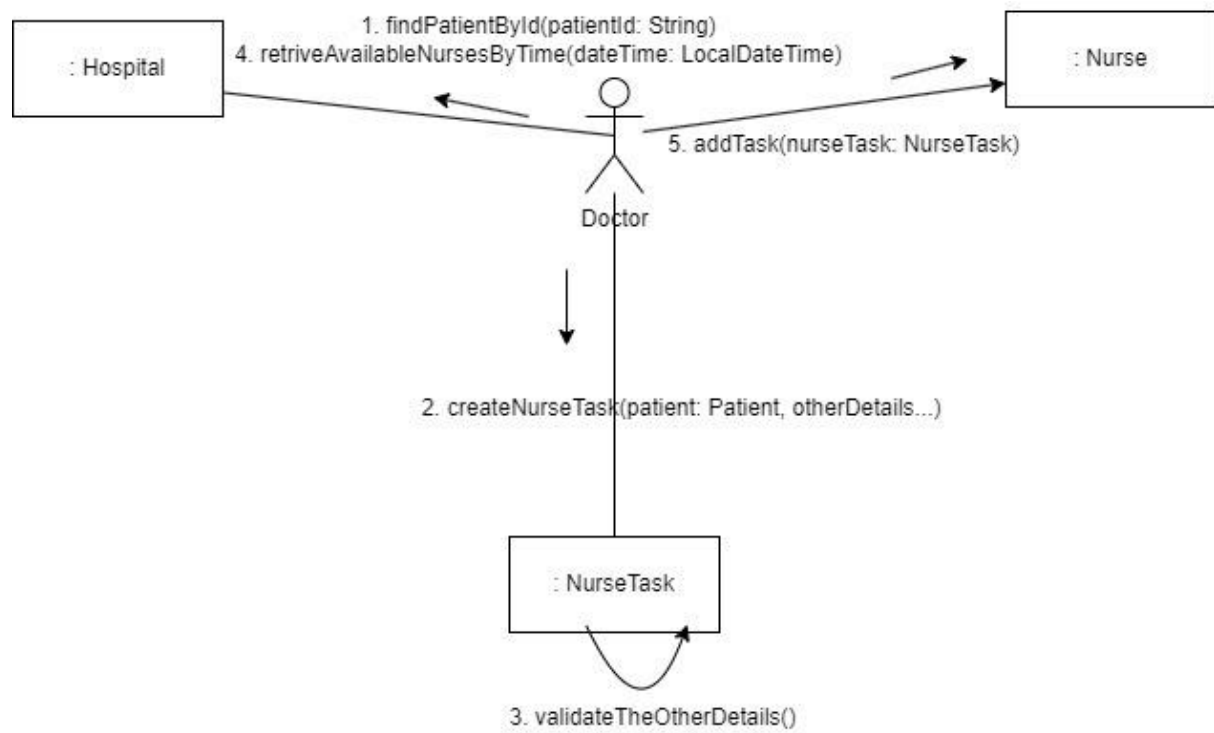 1. findPatientById(patientId: String)
4. retriveAvailableNursesByTime(dateTime: LocalDateTime)
: Hospital
: Nurse
5. addTask(nurseTask: NurseTask)
Doctor
2. createNurseTask(patient: Patient, otherDetails...)
: NurseTask
3. validateTheOtherDetails()